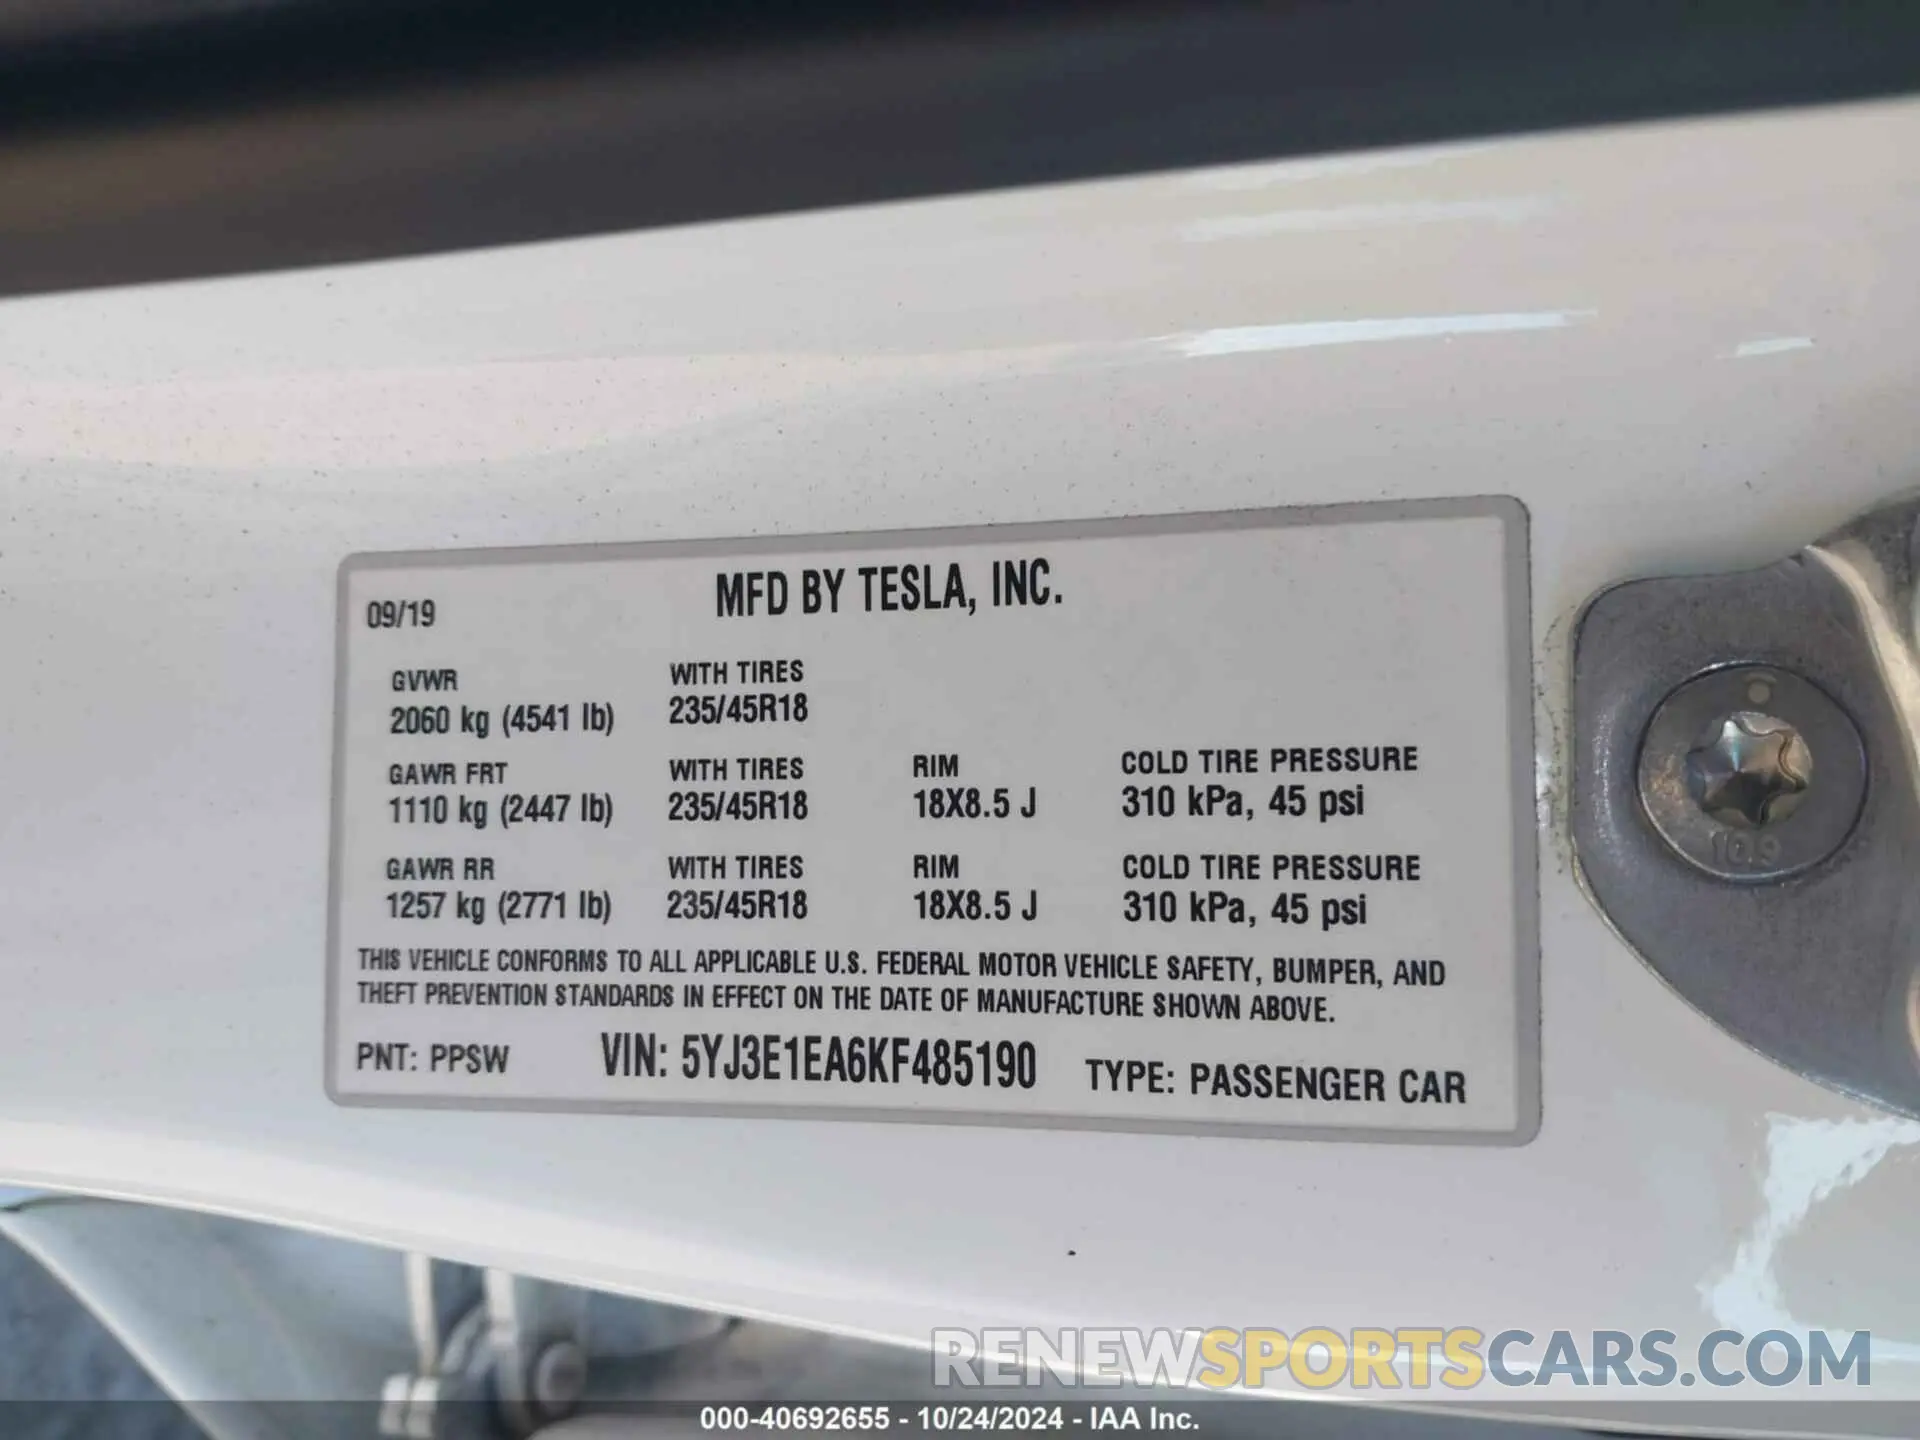 09/19
MFD BY TESLA, INC.
GVWR WITH TIRES
2060 kg (4541 lb) 235/45R18
GAWR FRT WITH TIRES RIM COLD TIRE PRESSURE
1110 kg (2447 lb) 235/45R18 18X8.5 J 310 kPa, 45 psi
GAWR RR WITH TIRES RIM COLD TIRE PRESSURE
1257 kg (2771 lb) 235/45R18 18X8.5 J 310 kPa, 45 psi
THIS VEHICLE CONFORMS TO ALL APPLICABLE U.S. FEDERAL MOTOR VEHICLE SAFETY, BUMPER, AND
THEFT PREVENTION STANDARDS IN EFFECT ON THE DATE OF MANUFACTURE SHOWN ABOVE.
PNT: PPSW VIN: 5YJ3E1EA6KF485190 TYPE: PASSENGER CAR
10.9
RENEWSPORTSCARS.COM
000-40692655 - 10/24/2024 - IAA Inc.